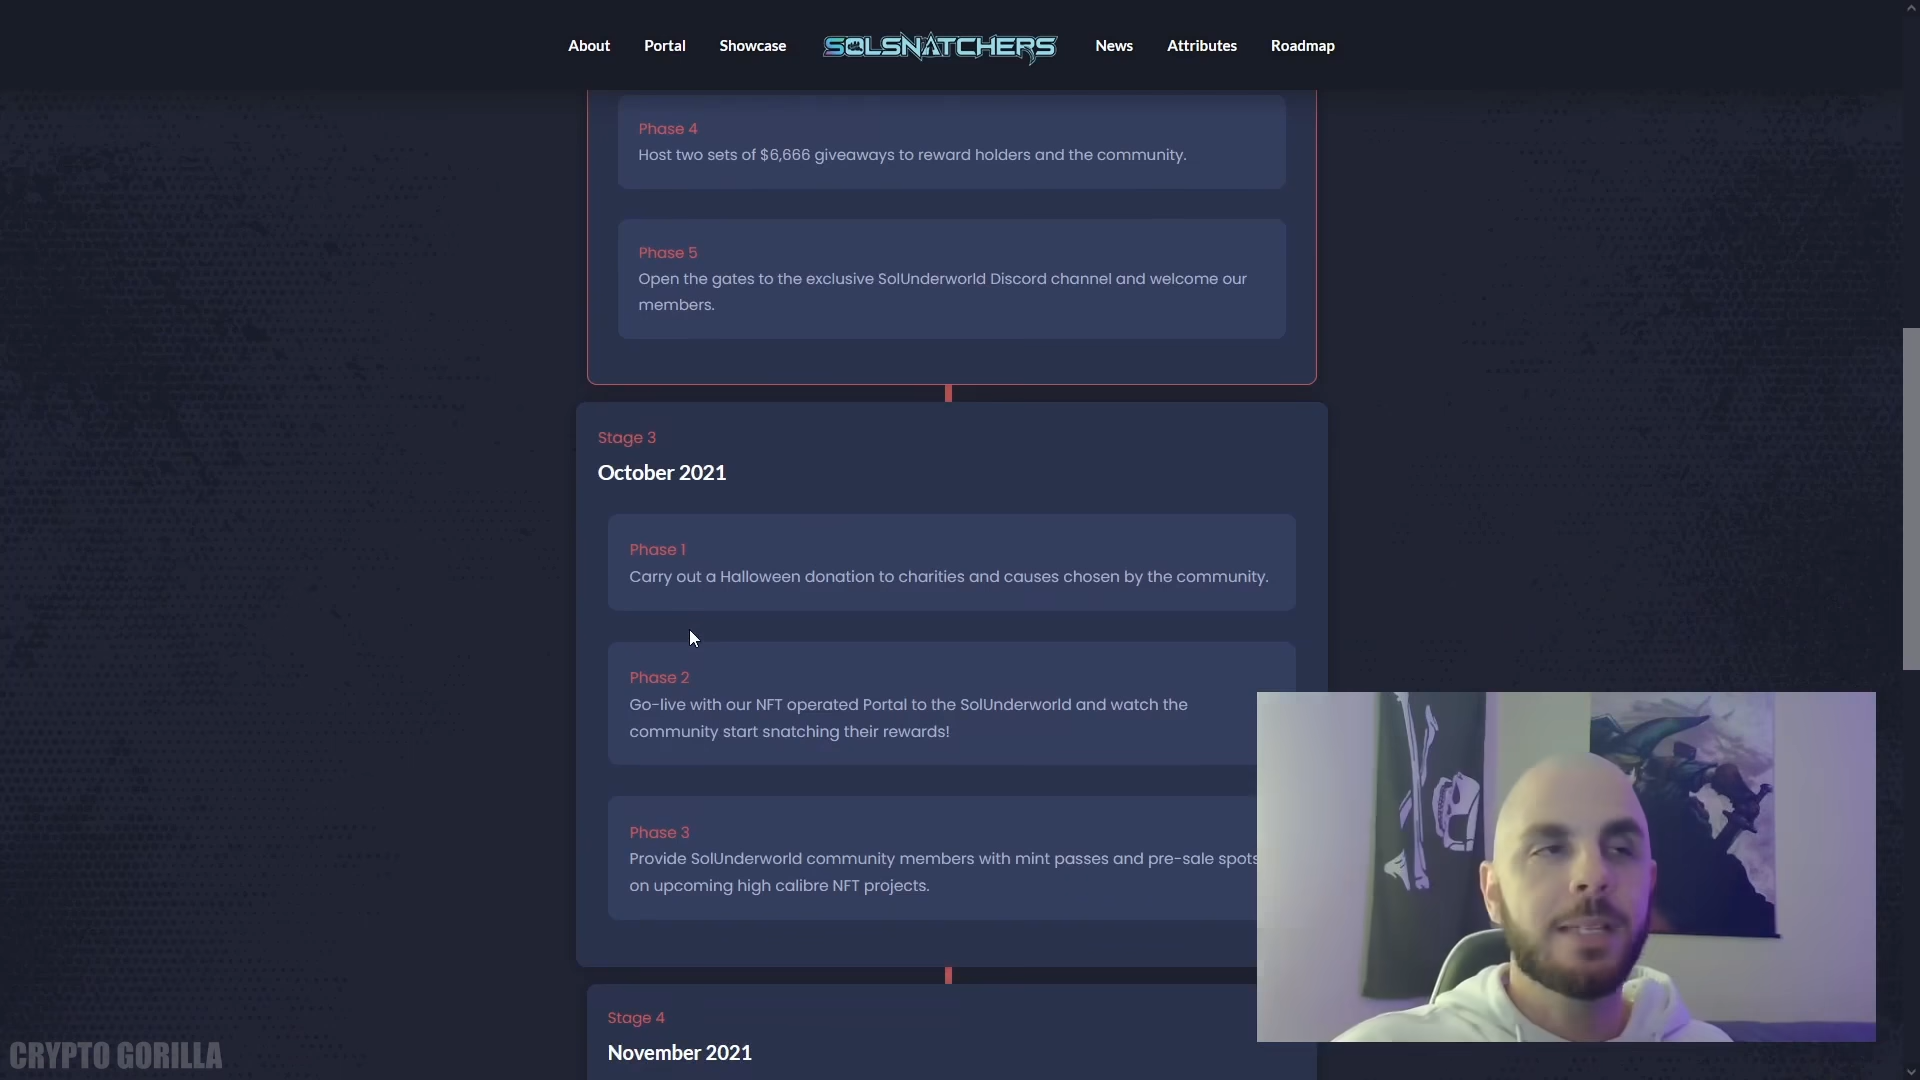 About Portal Showcase SOLSNATCHERS News Attributes Roadmap
Phase 4
Host two sets of $6,666 giveaways to reward holders and the community.
Phase 5
Open the gates to the exclusive SolUnderworld Discord channel and welcome our
members.
Stage 3
October 2021
Phase 1
Carry out a Halloween donation to charities and causes chosen by the community.
Phase 2
Go-live with our NFT operated Portal to the SolUnderworld and watch the
community start snatching their rewards!
Phase 3
Provide SolUnderworld community members with mint passes and pre-sale spots
on upcoming high calibre NFT projects.
Stage 4
November 2021
CRYPTO GORILLA